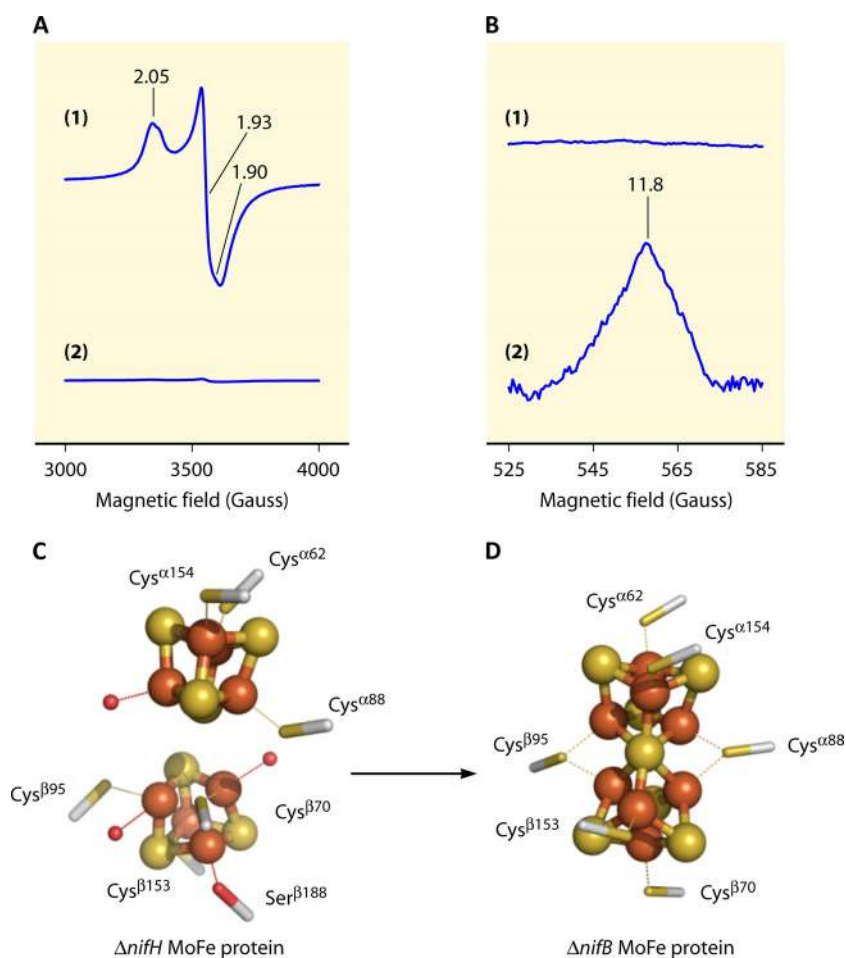 A
2.05
(1)
1.93
1.90
(2)
3000 3500 4000
Magnetic field (Gauss)
B
(1)
11.8
(2)
525 545 565 585
Magnetic field (Gauss)
C
Cysα62
Cysα154
Cysα88
Cysβ95
Cysβ70
Cysβ153
Serβ188
ΔnifH MoFe protein
D
Cysα62
Cysα154
Cysβ95
Cysα88
Cysβ153
Cysβ70
ΔnifB MoFe protein